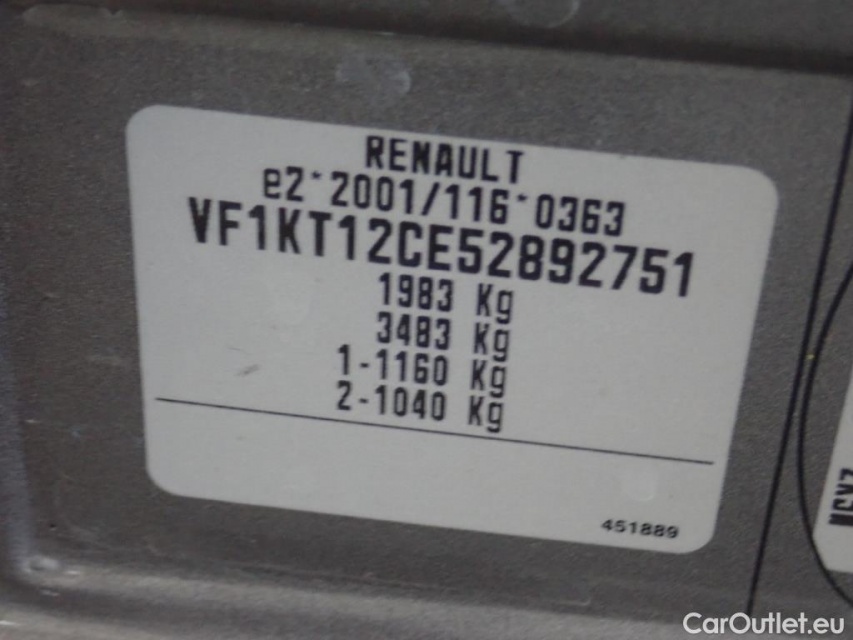 RENAULT
e2*2001/116*0363
VF1KT12CE52892751
1983 Kg
3483 Kg
1-1160 Kg
2-1040 Kg
451889
CarOutlet.eu